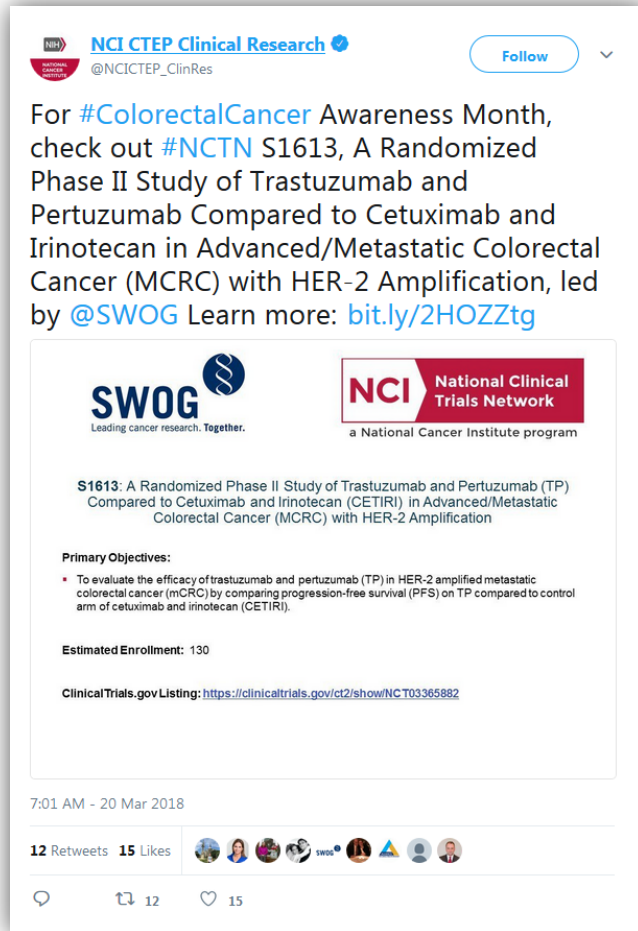 NIH
NATIONAL
CANCER
INSTITUTE
NCI CTEP Clinical Research
@NCICTEP_ClinRes
Follow
For #ColorectalCancer Awareness Month,
check out #NCTN S1613, A Randomized
Phase II Study of Trastuzumab and
Pertuzumab Compared to Cetuximab and
Irinotecan in Advanced/Metastatic Colorectal
Cancer (MCRC) with HER-2 Amplification, led
by @SWOG Learn more: bit.ly/2HOZZtg
SWOG
Leading cancer research. Together.
NCI National Clinical
Trials Network
a National Cancer Institute program
S1613: A Randomized Phase II Study of Trastuzumab and Pertuzumab (TP)
Compared to Cetuximab and Irinotecan (CETIRI) in Advanced/Metastatic
Colorectal Cancer (MCRC) with HER-2 Amplification
Primary Objectives:
▪ To evaluate the efficacy of trastuzumab and pertuzumab (TP) in HER-2 amplified metastatic
colorectal cancer (mCRC) by comparing progression-free survival (PFS) on TP compared to control
arm of cetuximab and irinotecan (CETIRI).
Estimated Enrollment: 130
ClinicalTrials.gov Listing: https://clinicaltrials.gov/ct2/show/NCT03365882
7:01 AM - 20 Mar 2018
12 Retweets 15 Likes
SWOG
12 15